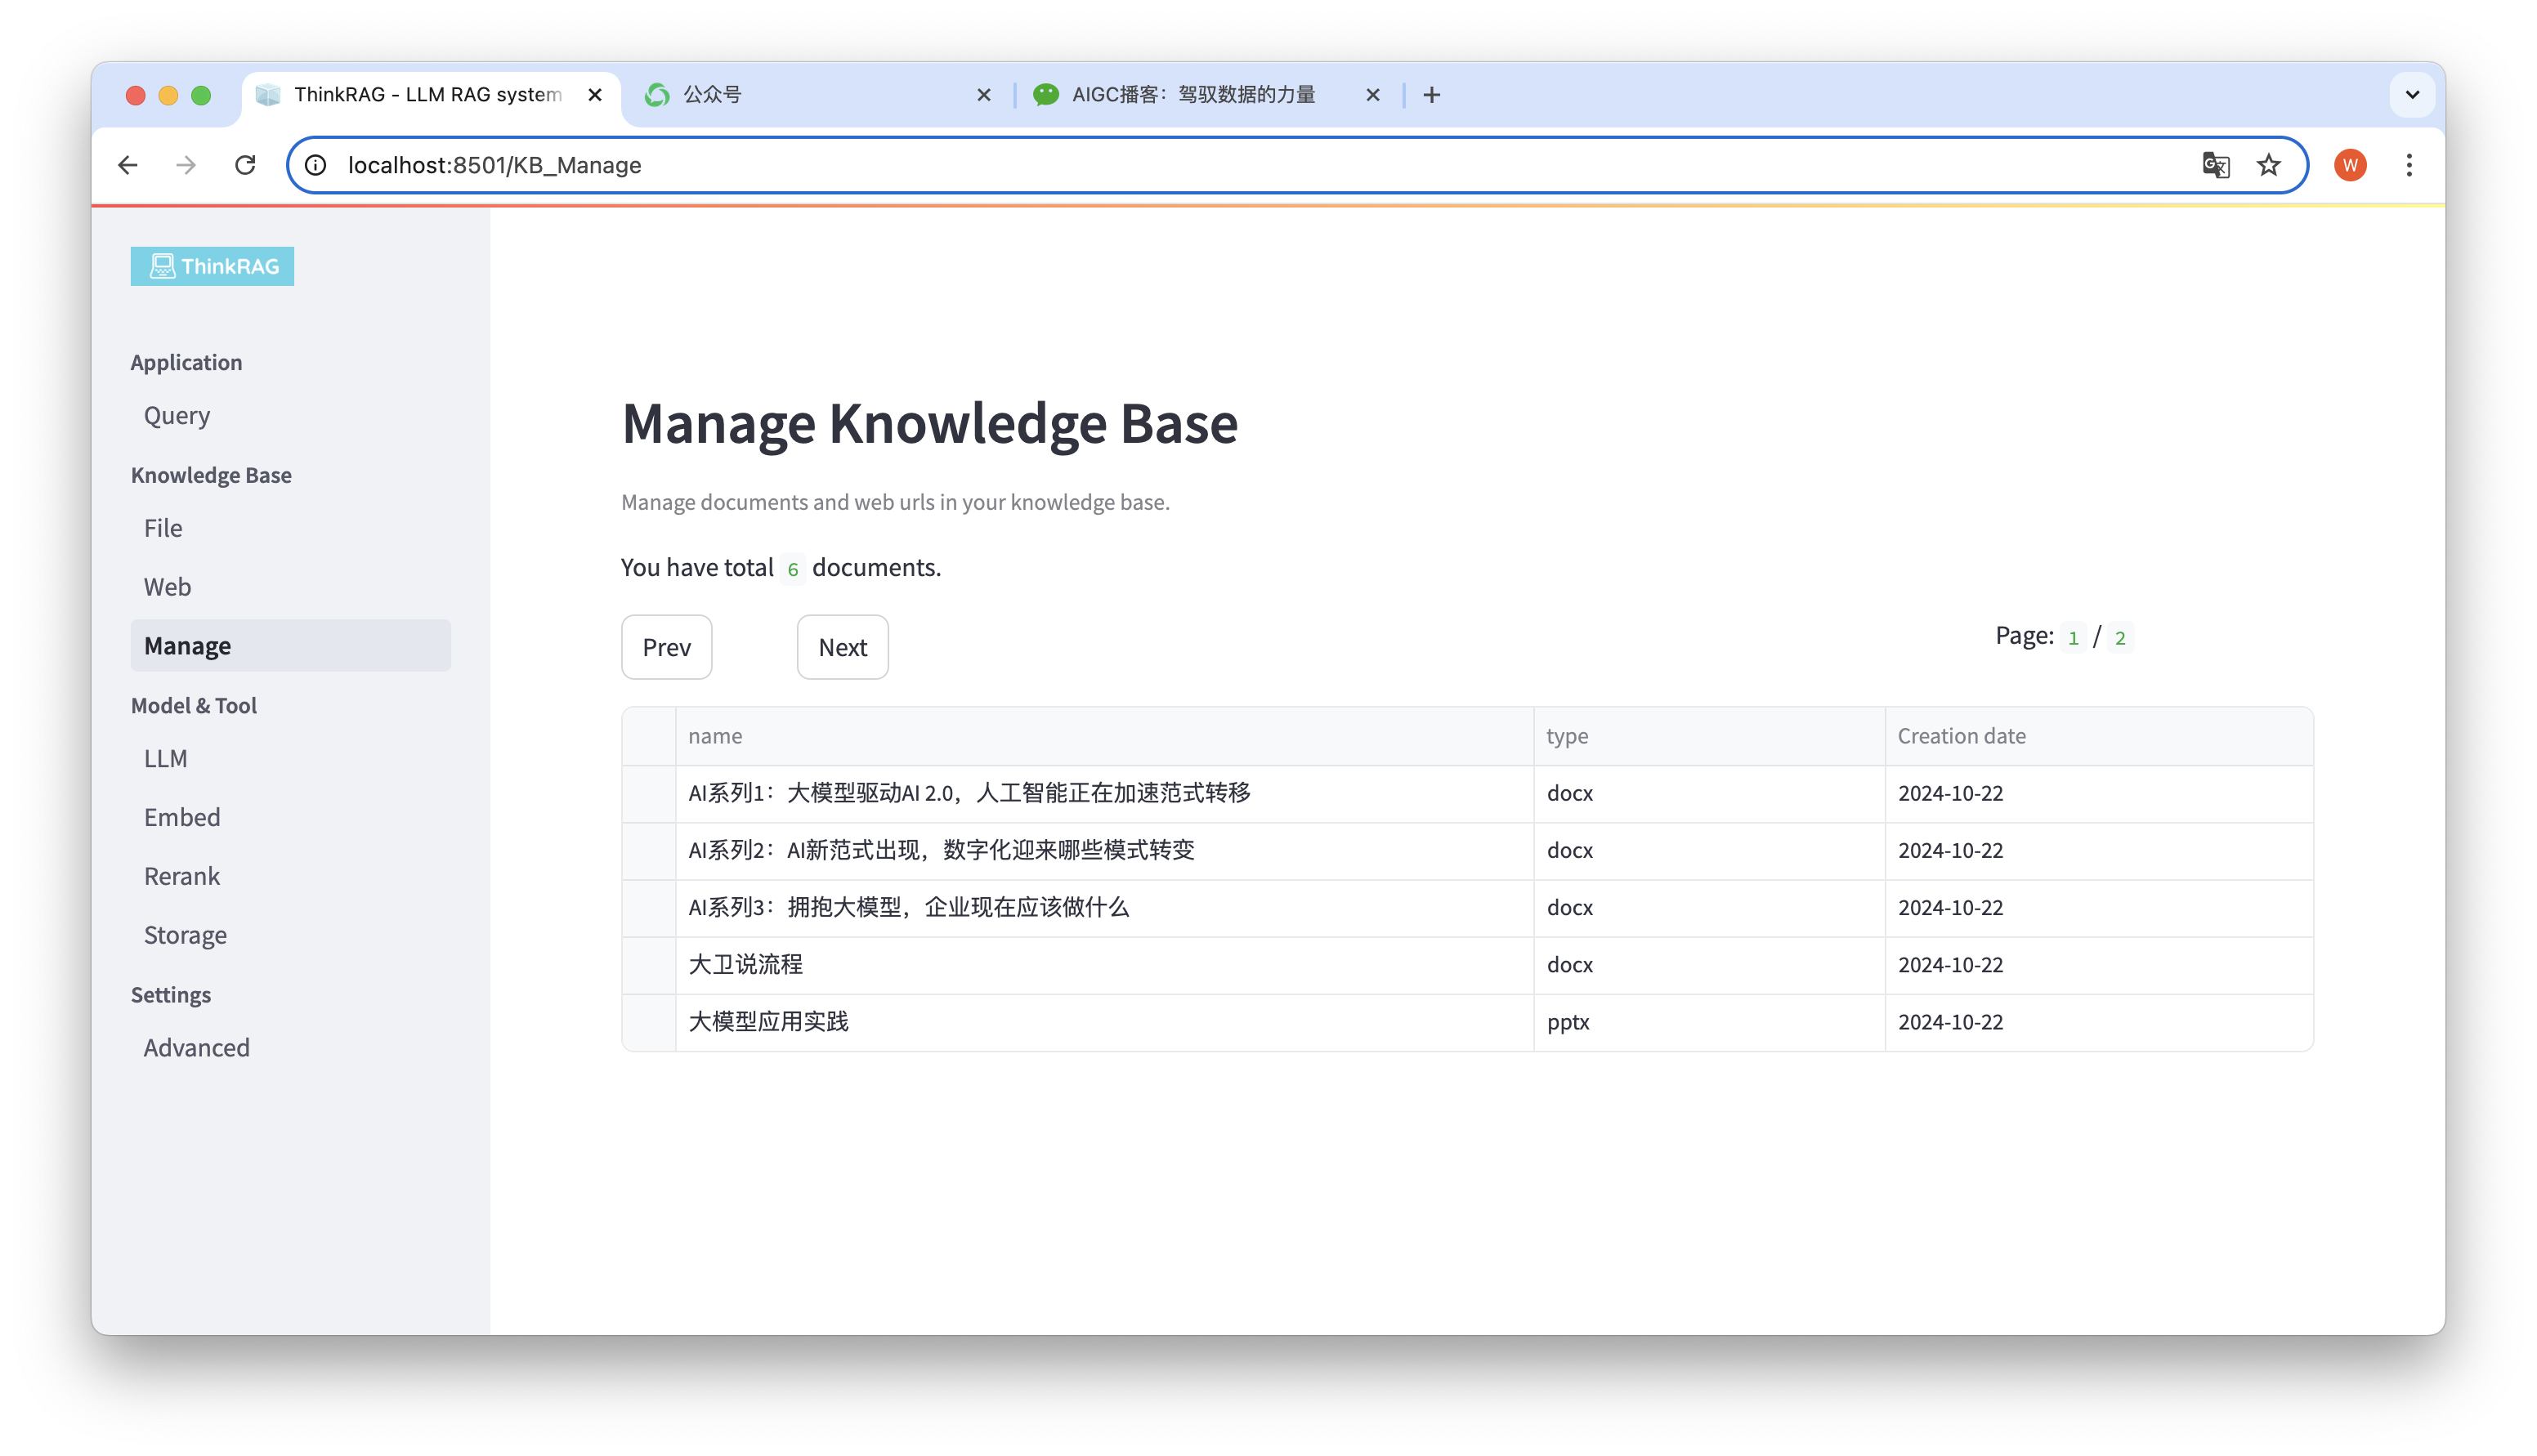 ThinkRAG - LLM RAG system
公众号
AIGC播客：驾驭数据的力量
localhost:8501/KB_Manage
W
ThinkRAG
Application
Query
Knowledge Base
File
Web
Manage
Model & Tool
LLM
Embed
Rerank
Storage
Settings
Advanced
Manage Knowledge Base
Manage documents and web urls in your knowledge base.
You have total 6 documents.
Prev Next Page: 1 / 2
name type Creation date
AI系列1：大模型驱动AI 2.0，人工智能正在加速范式转移 docx 2024-10-22
AI系列2：AI新范式出现，数字化迎来哪些模式转变 docx 2024-10-22
AI系列3：拥抱大模型，企业现在应该做什么 docx 2024-10-22
大卫说流程 docx 2024-10-22
大模型应用实践 pptx 2024-10-22